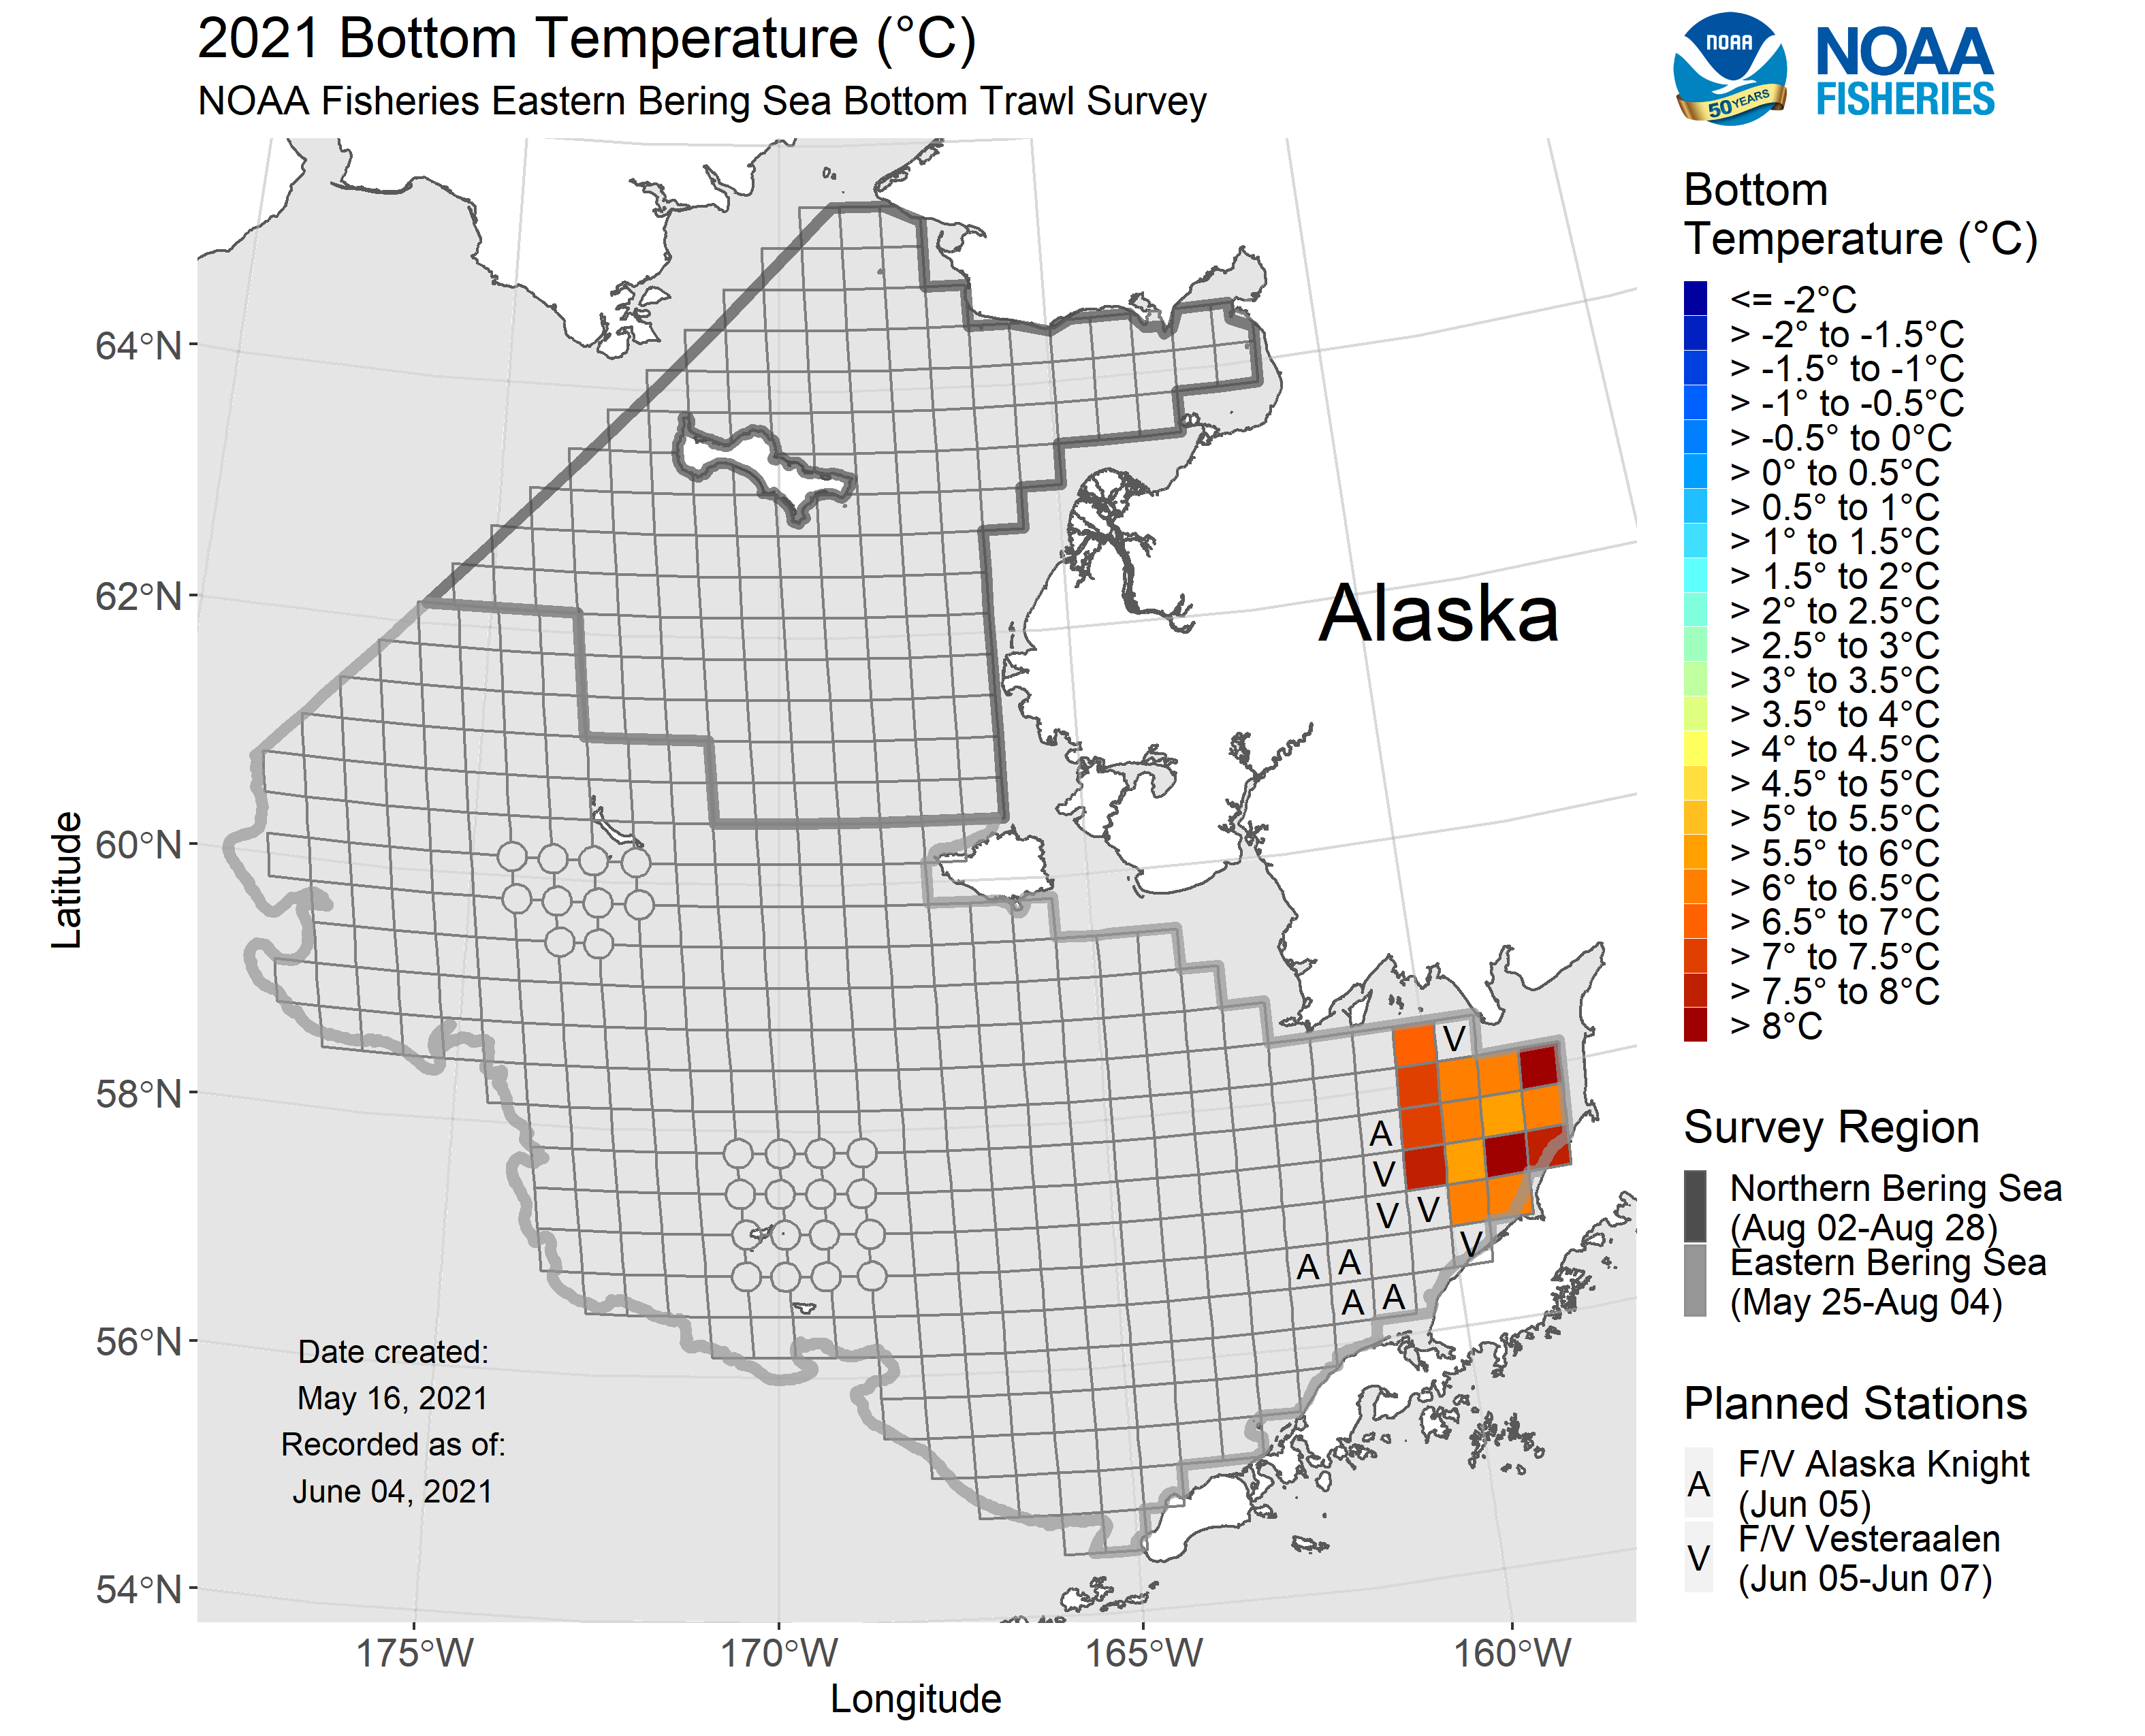 2021 Bottom Temperature (°C)
NOAA Fisheries Eastern Bering Sea Bottom Trawl Survey
NOAA
50 YEARS
NOAA
FISHERIES
Bottom
Temperature (°C)
<= -2°C
> -2° to -1.5°C
> -1.5° to -1°C
> -1° to -0.5°C
> -0.5° to 0°C
> 0° to 0.5°C
> 0.5° to 1°C
> 1° to 1.5°C
> 1.5° to 2°C
> 2° to 2.5°C
> 2.5° to 3°C
> 3° to 3.5°C
> 3.5° to 4°C
> 4° to 4.5°C
> 4.5° to 5°C
> 5° to 5.5°C
> 5.5° to 6°C
> 6° to 6.5°C
> 6.5° to 7°C
> 7° to 7.5°C
> 7.5° to 8°C
> 8°C
Survey Region
Northern Bering Sea
(Aug 02-Aug 28)
Eastern Bering Sea
(May 25-Aug 04)
Planned Stations
A F/V Alaska Knight
(Jun 05)
V F/V Vesteraalen
(Jun 05-Jun 07)
Alaska
V
A
V
V V
V
A A
A A
Date created:
May 16, 2021
Recorded as of:
June 04, 2021
Latitude
64°N
62°N
60°N
58°N
56°N
54°N
175°W 170°W 165°W 160°W
Longitude